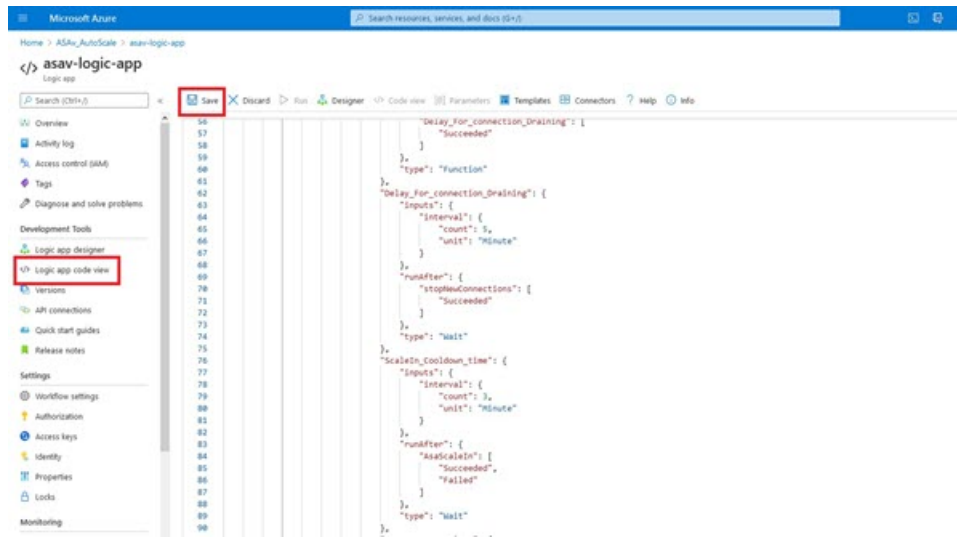 Microsoft Azure
Search resources, services, and docs (G+/)
Home > ASAv_AutoScale > asav-logic-app
</> asav-logic-app
Logic app
Search (Ctrl+/)
«
Save
Discard
Run
Designer
</> Code view
Parameters
Templates
Connectors
? Help
Info
Overview
Activity log
Access control (IAM)
Tags
Diagnose and solve problems
Development Tools
Logic app designer
</> Logic app code view
Versions
API connections
Quick start guides
Release notes
Settings
Workflow settings
Authorization
Access keys
Identity
Properties
Locks
Monitoring
56 "Delay_For_connection_Draining": [
57 "Succeeded"
58 ]
59 },
60 "type": "Function"
61 },
62 "Delay_For_connection_Draining": {
63 "inputs": {
64 "interval": {
65 "count": 5,
66 "unit": "Minute"
67 }
68 },
69 "runAfter": {
70 "stopNewConnections": [
71 "Succeeded"
72 ]
73 },
74 "type": "Wait"
75 },
76 "ScaleIn_Cooldown_time": {
77 "inputs": {
78 "interval": {
79 "count": 3,
80 "unit": "Minute"
81 }
82 },
83 "runAfter": {
84 "AsaScaleIn": [
85 "Succeeded",
86 "Failed"
87 ]
88 },
89 "type": "Wait"
90 },